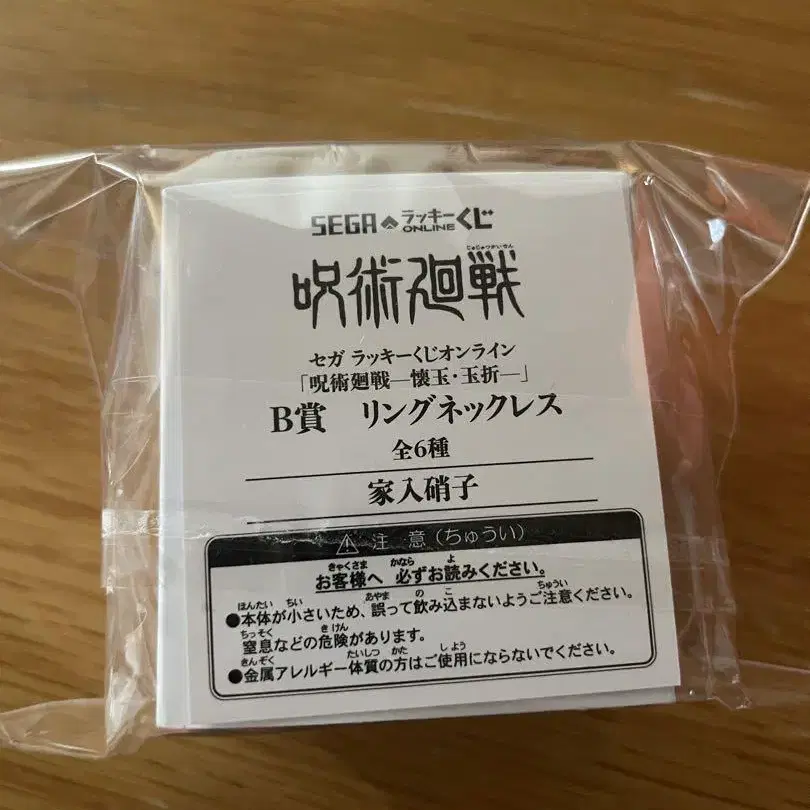 SEGA ラッキーくじ
ONLINE
じゅじゅつかいせん
呪術廻戦
セガ ラッキーくじオンライン
「呪術廻戦―懐玉・玉折―」
B賞 リングネックレス
全6種
家入硝子
⚠ 注 意(ちゅうい)
きゃくさま かなら よ
お客様へ 必ずお読みください。
ほんたい ちい あやま の こ ちゅうい
●本体が小さいため、誤って飲み込まないようご注意ください。
ちっそく きけん
窒息などの危険があります。
きんぞく たいしつ かた しよう
●金属アレルギー体質の方はご使用にならないでください。